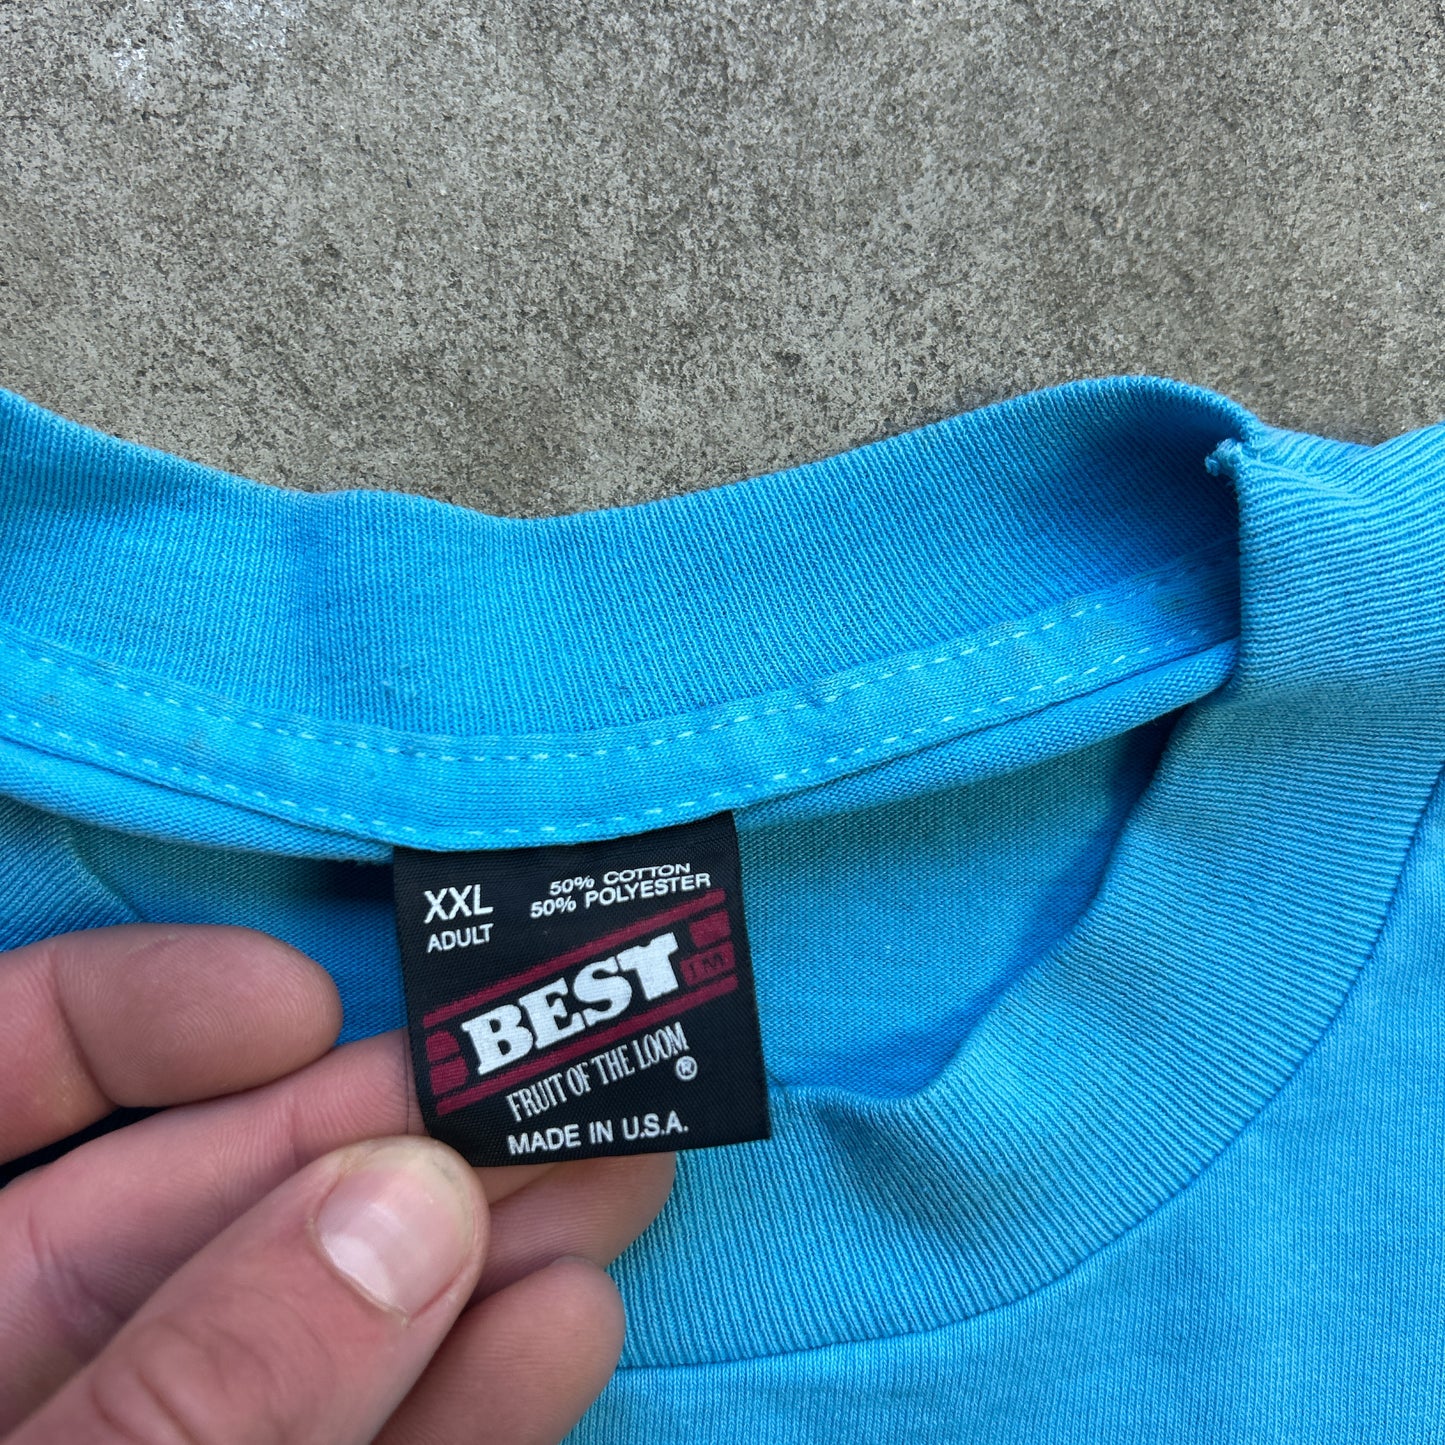 XXL
ADULT
50% COTTON
50% POLYESTER
BEST
TM
FRUIT OF THE LOOM
®
MADE IN U.S.A.